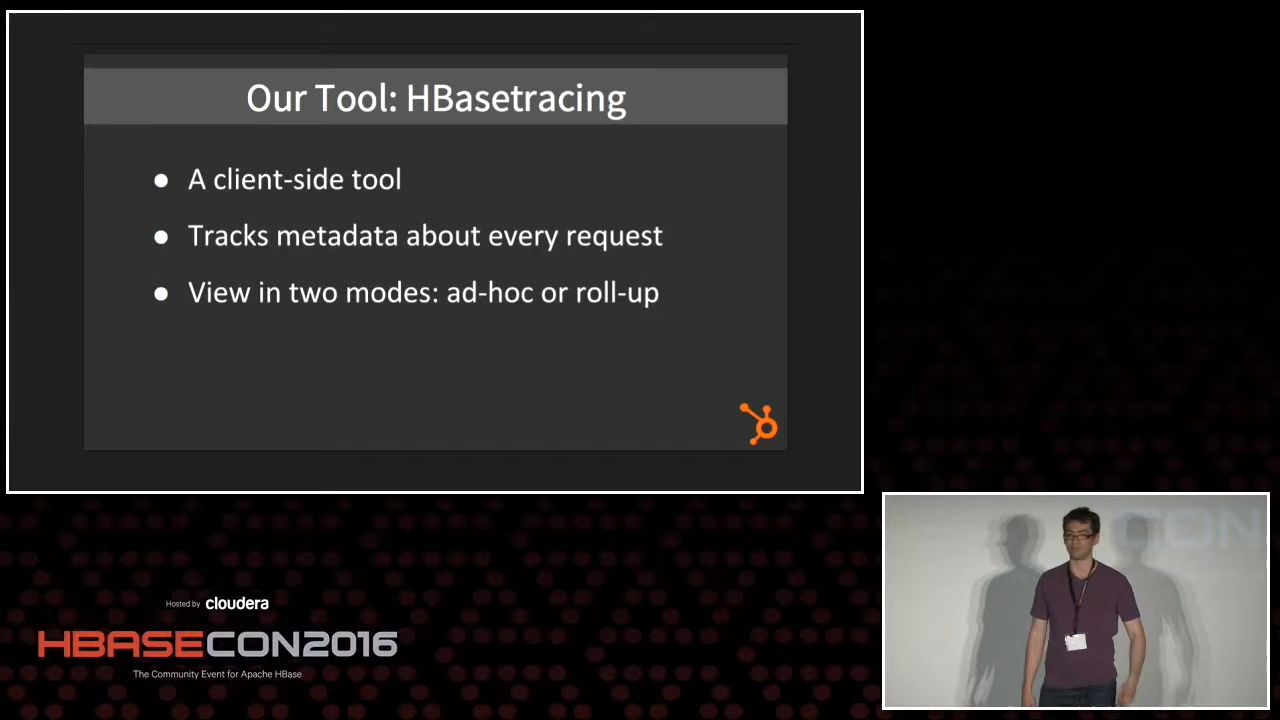 Our Tool: HBasetracing
● A client-side tool
● Tracks metadata about every request
● View in two modes: ad-hoc or roll-up
Hosted by cloudera
HBASECON2016
The Community Event for Apache HBase
CON